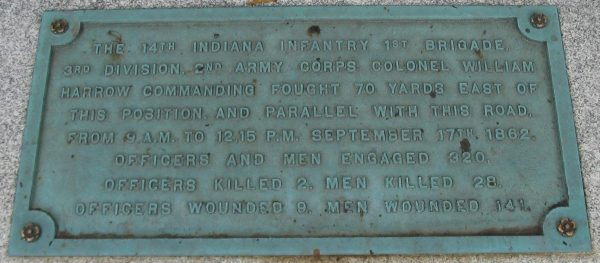 THE 14TH INDIANA INFANTRY 1ST BRIGADE,
3RD DIVISION, 2ND ARMY CORPS COLONEL WILLIAM
HARROW COMMANDING FOUGHT 70 YARDS EAST OF
THIS POSITION AND PARALLEL WITH THIS ROAD,
FROM 9 A.M. TO 12,15 P.M. SEPTEMBER 17TH, 1862.
OFFICERS AND MEN ENGAGED 320.
OFFICERS KILLED 2, MEN KILLED 28.
OFFICERS WOUNDED 9, MEN WOUNDED 141.